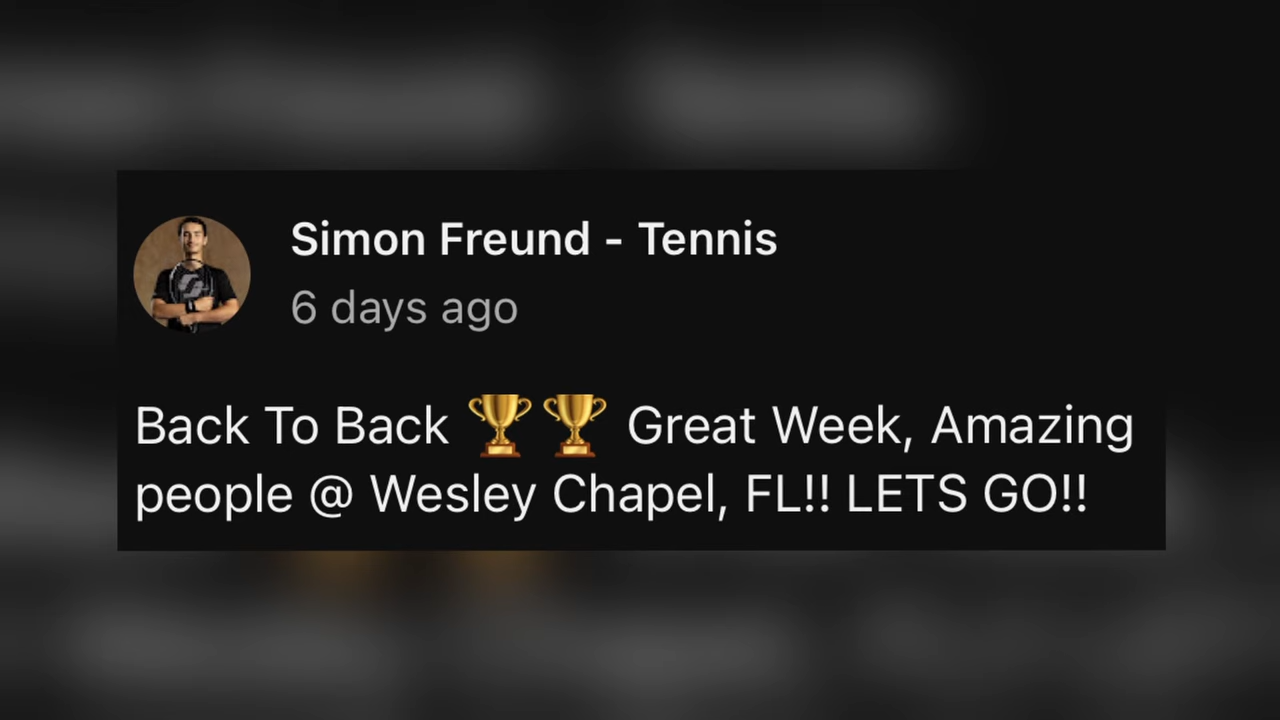 Simon Freund - Tennis
6 days ago
Back To Back 🏆🏆 Great Week, Amazing
people @ Wesley Chapel, FL!! LETS GO!!